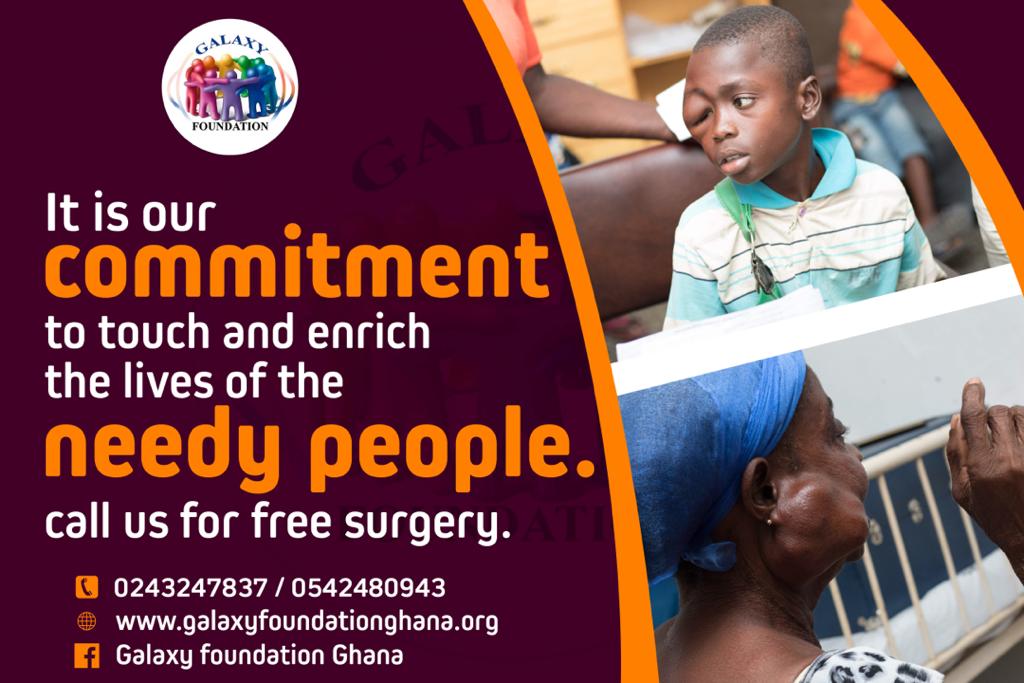 GALAXY
FOUNDATION
It is our
commitment
to touch and enrich
the lives of the
needy people.
call us for free surgery.
0243247837 / 0542480943
www.galaxyfoundationghana.org
Galaxy foundation Ghana